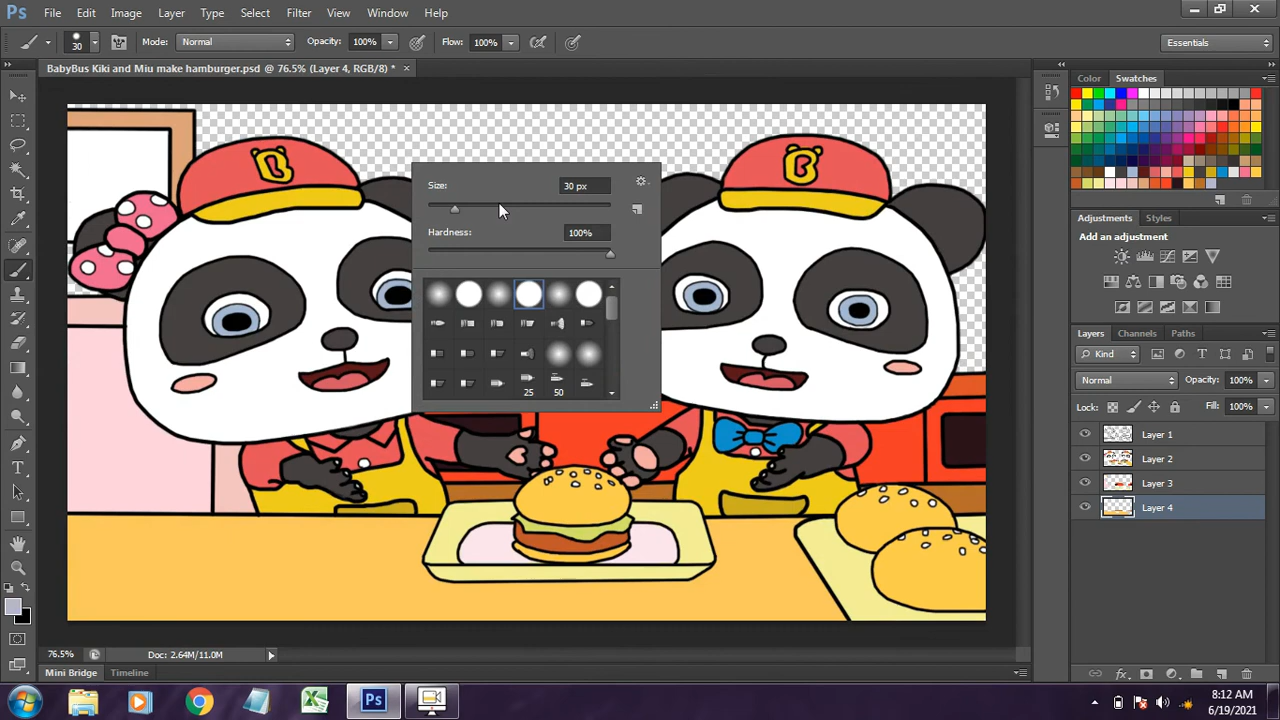 Ps File Edit Image Layer Type Select Filter View Window Help
30 Mode: Normal Opacity: 100% Flow: 100% Essentials
BabyBus Kiki and Miu make hamburger.psd @ 76.5% (Layer 4, RGB/8) * ×
Color Swatches
Size: 30 px
Hardness: 100%
25 50
Adjustments
Add an adjustment
Layers Channels Paths
Kind
Normal Opacity: 100%
Lock: Fill: 100%
Layer 1
Layer 2
Layer 3
Layer 4
76.5% Doc: 2.64M/11.0M
Mini Bridge Timeline
Ps
8:12 AM
6/19/2021